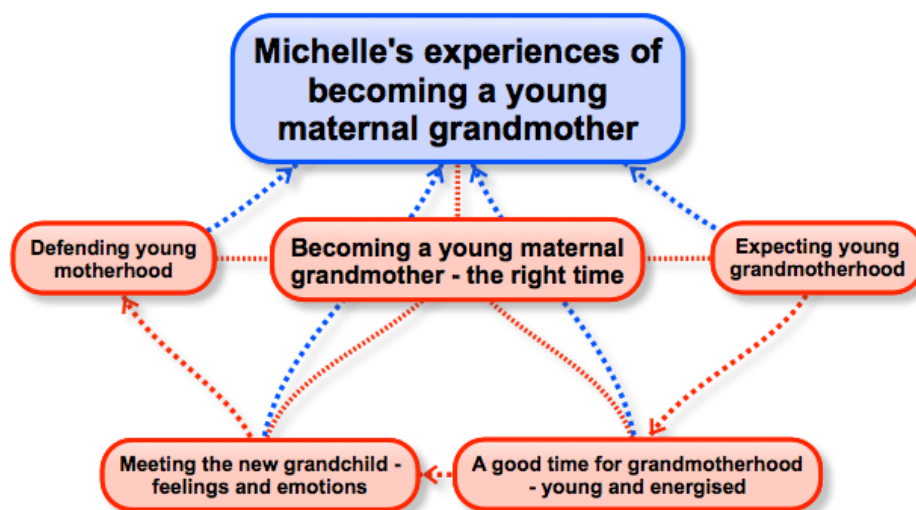 Michelle's experiences of
becoming a young
maternal grandmother
Defending young
motherhood
Becoming a young maternal
grandmother - the right time
Expecting young
grandmotherhood
Meeting the new grandchild -
feelings and emotions
A good time for grandmotherhood
- young and energised